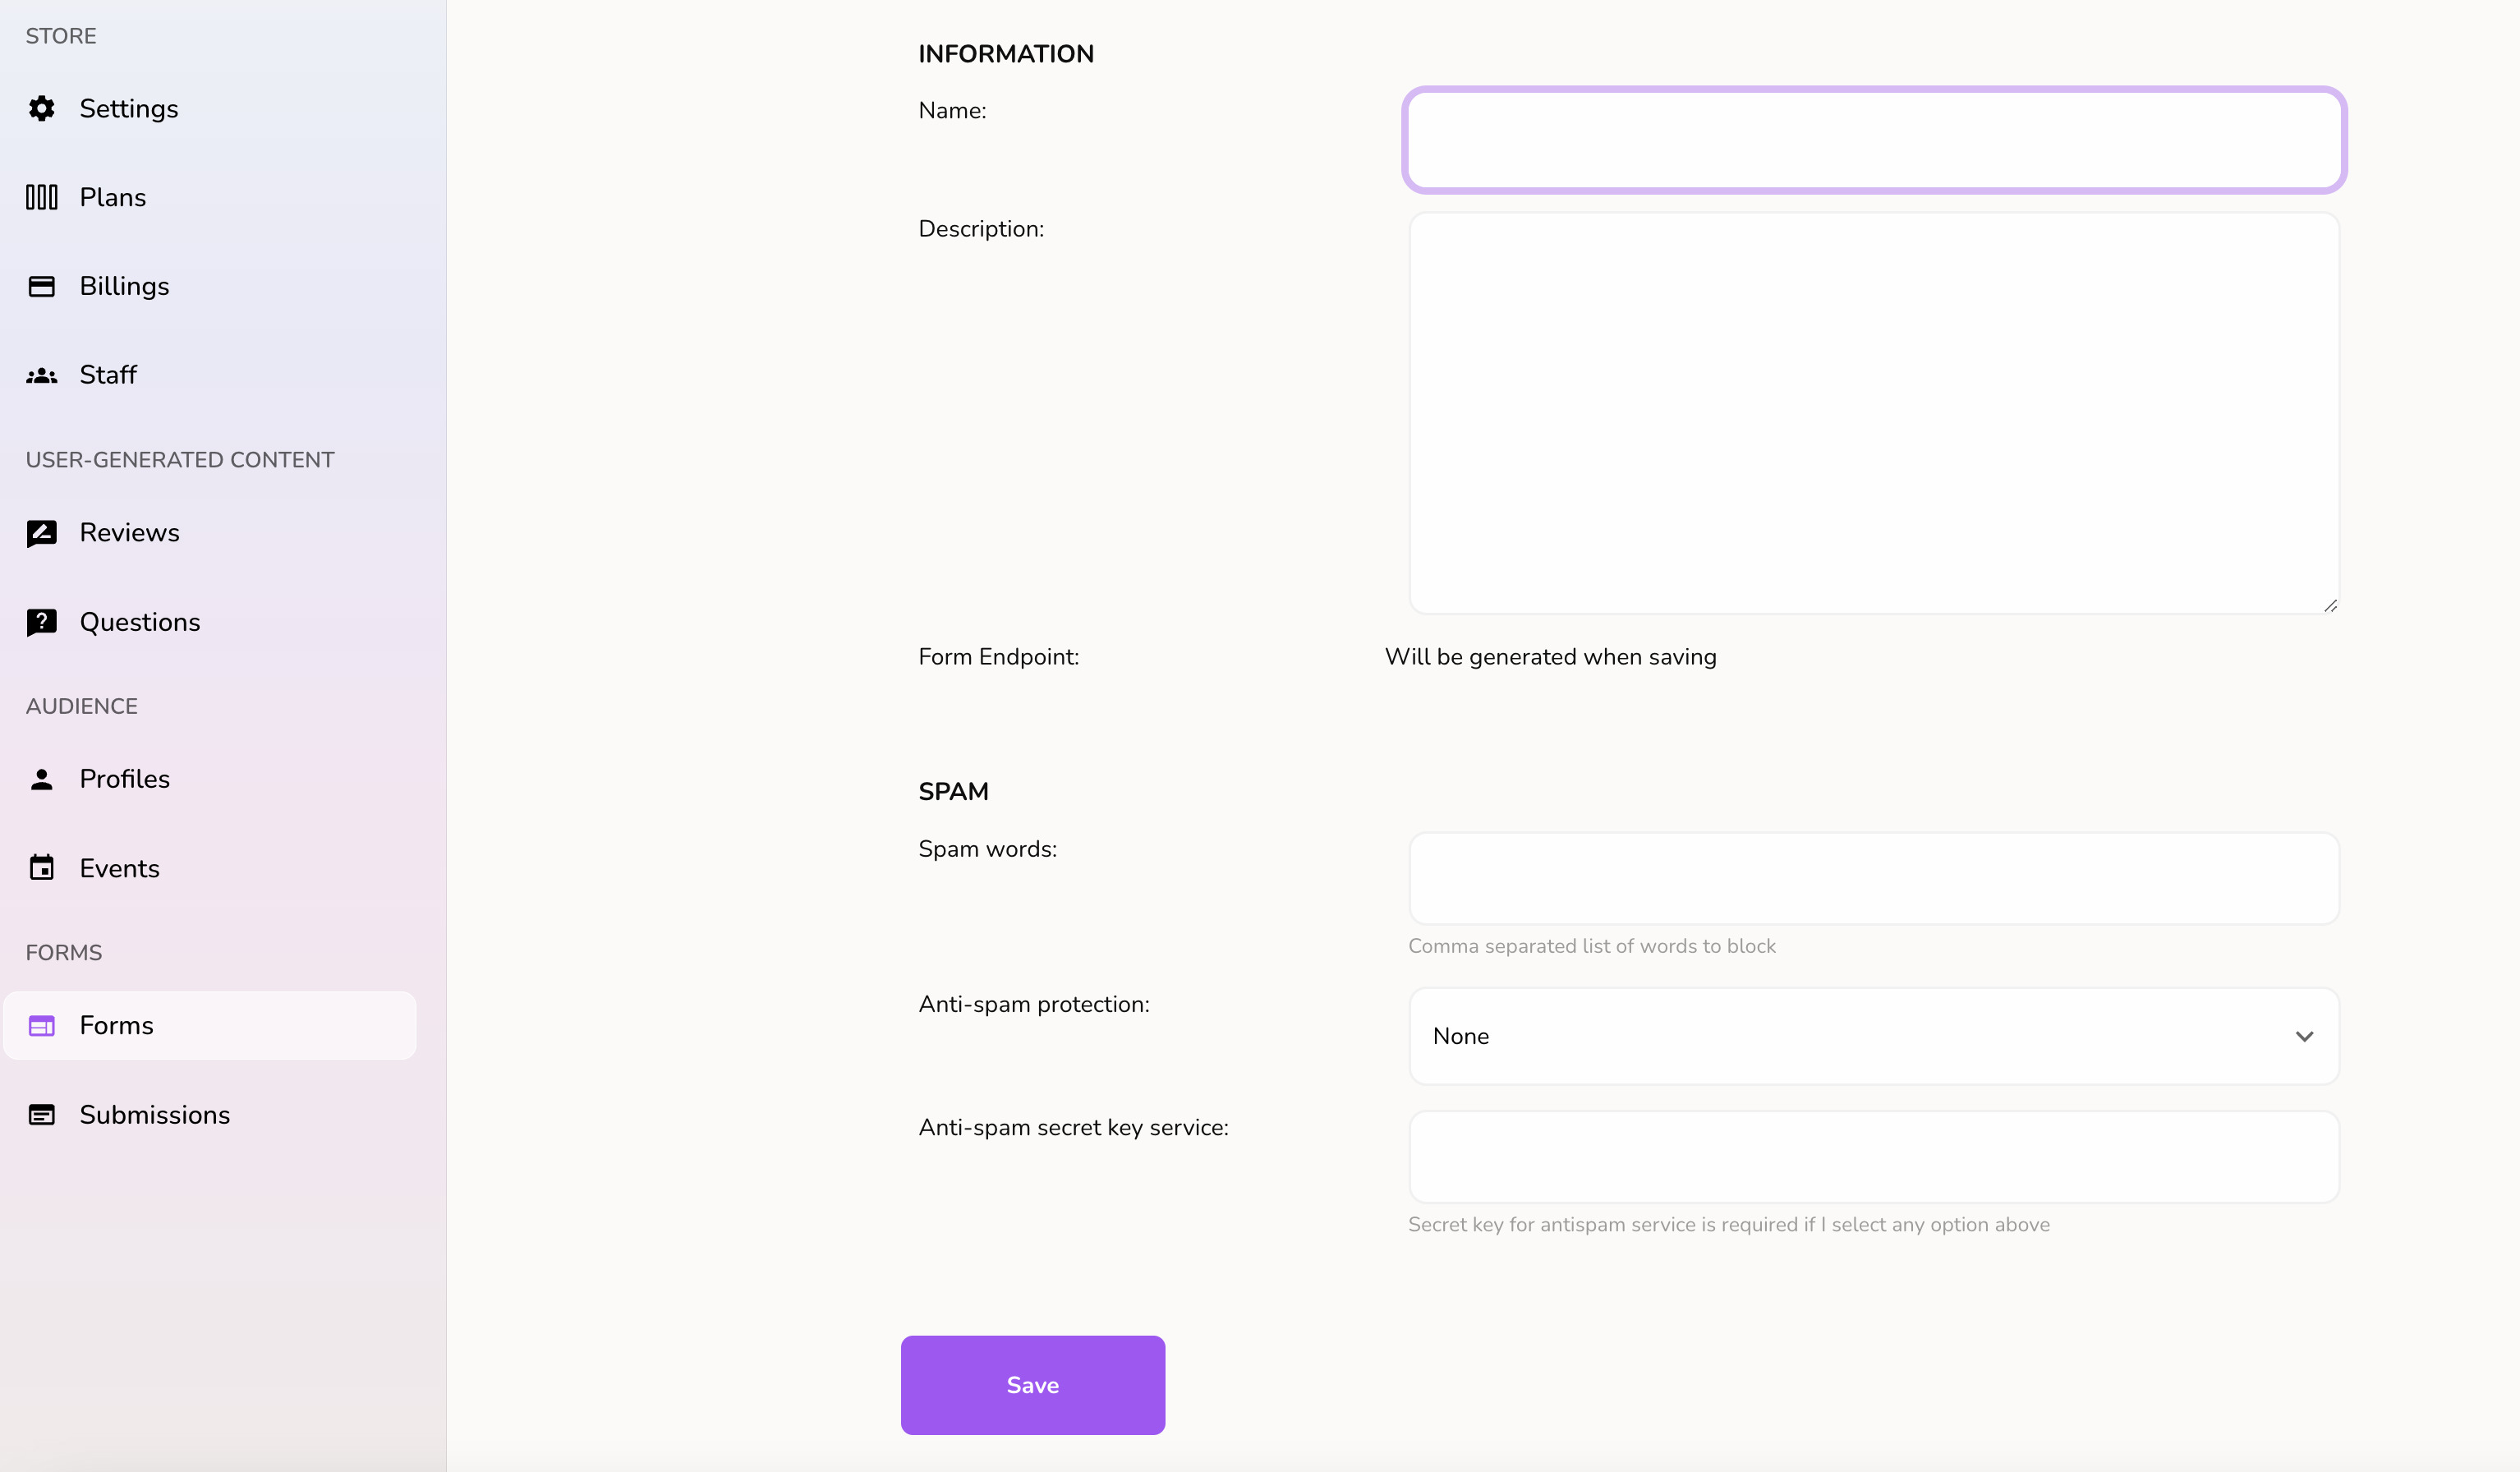 STORE
Settings
Plans
Billings
Staff
USER-GENERATED CONTENT
Reviews
Questions
AUDIENCE
Profiles
Events
FORMS
Forms
Submissions
INFORMATION
Name:
Description:
Form Endpoint:
Will be generated when saving
SPAM
Spam words:
Comma separated list of words to block
Anti-spam protection:
None
Anti-spam secret key service:
Secret key for antispam service is required if I select any option above
Save